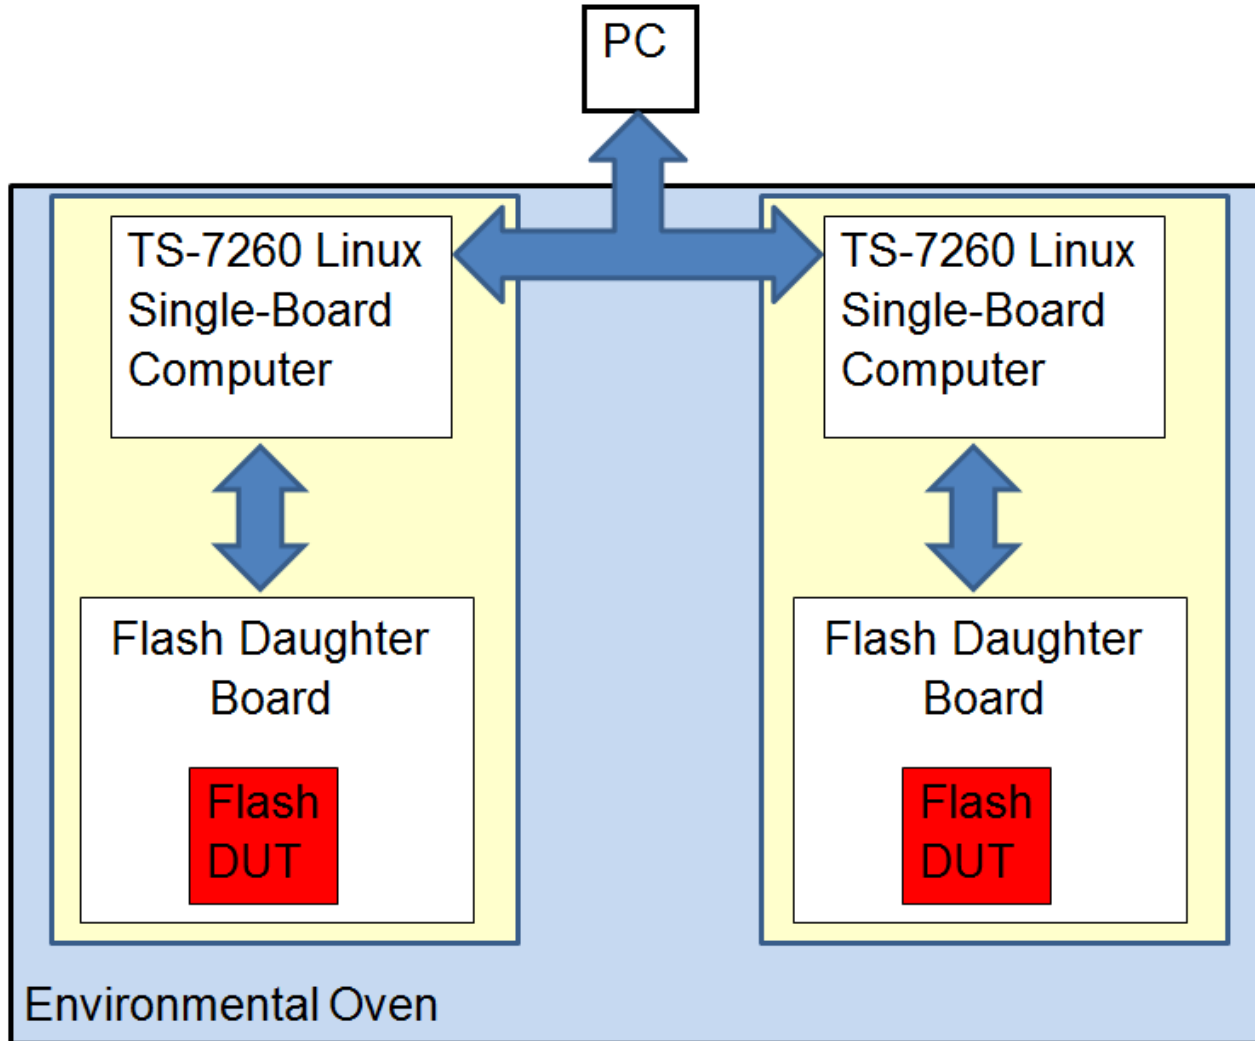 PC
TS-7260 Linux
Single-Board
Computer
TS-7260 Linux
Single-Board
Computer
Flash Daughter
Board
Flash Daughter
Board
Flash
DUT
Flash
DUT
Environmental Oven